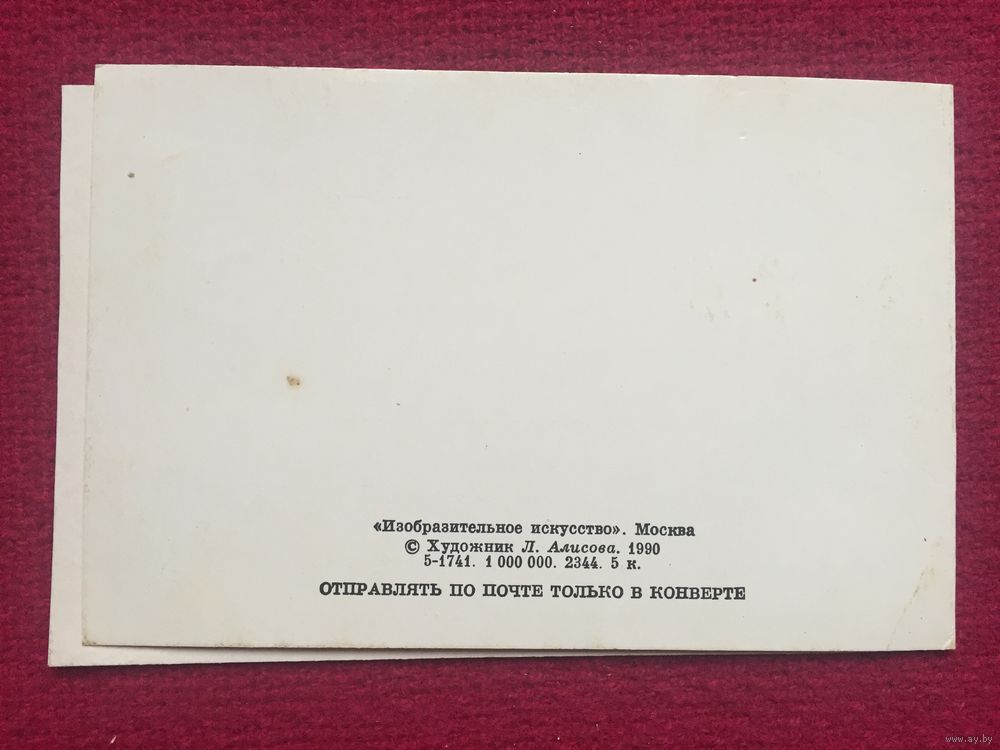 «Изобразительное искусство». Москва
© Художник Л. Алисова. 1990
5-1741. 1 000 000. 2344. 5 к.
ОТПРАВЛЯТЬ ПО ПОЧТЕ ТОЛЬКО В КОНВЕРТЕ
www.ay.by